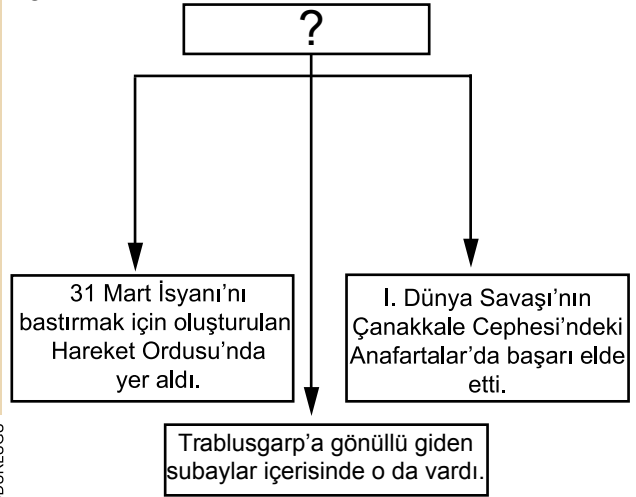 ?
31 Mart İsyanı’nı
bastırmak için oluşturulan
Hareket Ordusu’nda
yer aldı.
I. Dünya Savaşı’nın
Çanakkale Cephesi’ndeki
Anafartalar’da başarı elde
etti.
Trablusgarp’a gönüllü giden
subaylar içerisinde o da vardı.